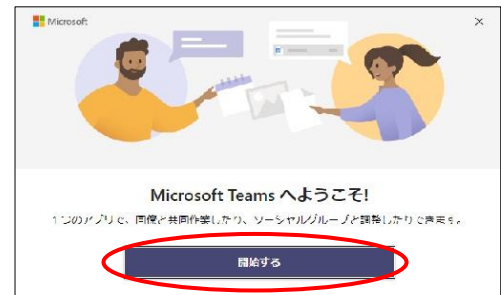 Microsoft
Microsoft Teams へようこそ!
1 つのアプリで、同僚と共同作業したり、ソーシャルグループと調整したりできます。
開始する